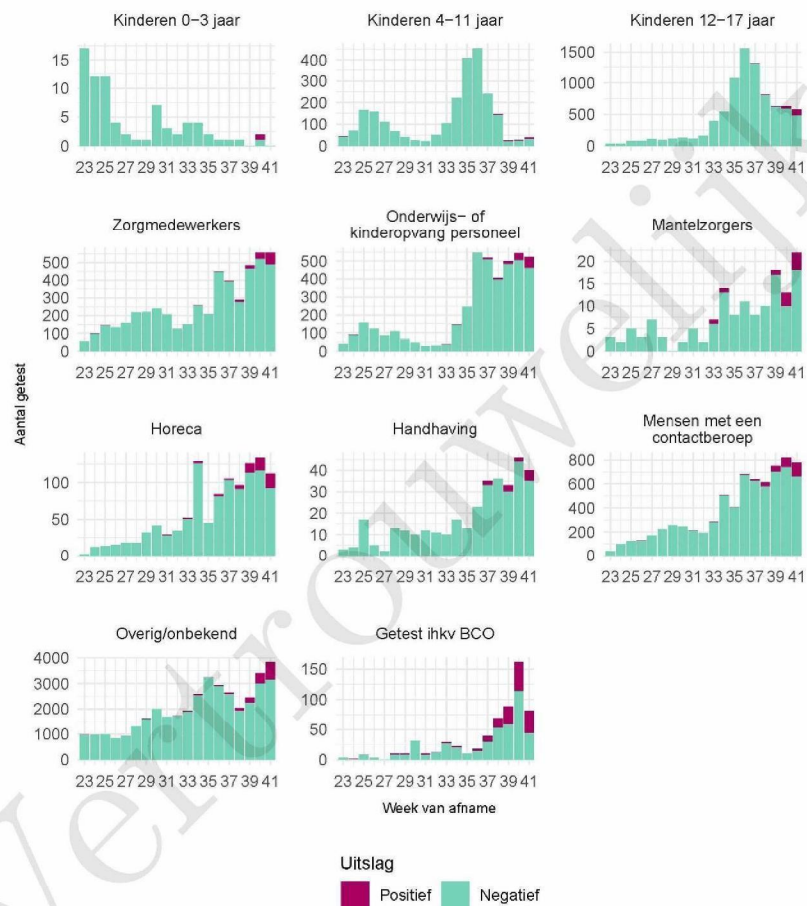 Kinderen 0−3 jaar
Kinderen 4−11 jaar
Kinderen 12−17 jaar
15
10
5
0
23 25 27 29 31 33 35 37 39 41
400
300
200
100
0
23 25 27 29 31 33 35 37 39 41
1500
1000
500
0
23 25 27 29 31 33 35 37 39 41
Zorgmedewerkers
Onderwijs− of
kinderopvang personeel
Mantelzorgers
500
400
300
200
100
0
23 25 27 29 31 33 35 37 39 41
500
400
300
200
100
0
23 25 27 29 31 33 35 37 39 41
20
15
10
5
0
23 25 27 29 31 33 35 37 39 41
Aantal getest
Horeca
Handhaving
Mensen met een
contactberoep
100
50
0
23 25 27 29 31 33 35 37 39 41
40
30
20
10
0
23 25 27 29 31 33 35 37 39 41
800
600
400
200
0
23 25 27 29 31 33 35 37 39 41
Overig/onbekend
Getest ihkv BCO
4000
3000
2000
1000
0
23 25 27 29 31 33 35 37 39 41
150
100
50
0
23 25 27 29 31 33 35 37 39 41
Week van afname
Uitslag
Positief
Negatief
Vertrouwelijk